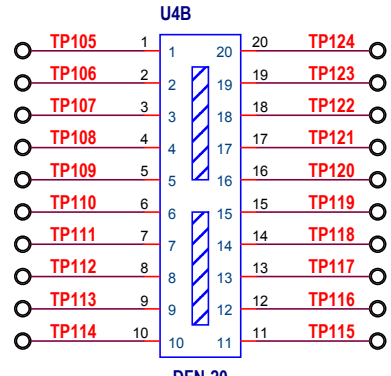 U4B
TP105 1 1 20 20 TP124
TP106 2 2 19 19 TP123
TP107 3 3 18 18 TP122
TP108 4 4 17 17 TP121
TP109 5 5 16 16 TP120
TP110 6 6 15 15 TP119
TP111 7 7 14 14 TP118
TP112 8 8 13 13 TP117
TP113 9 9 12 12 TP116
TP114 10 10 11 11 TP115
DFN-20